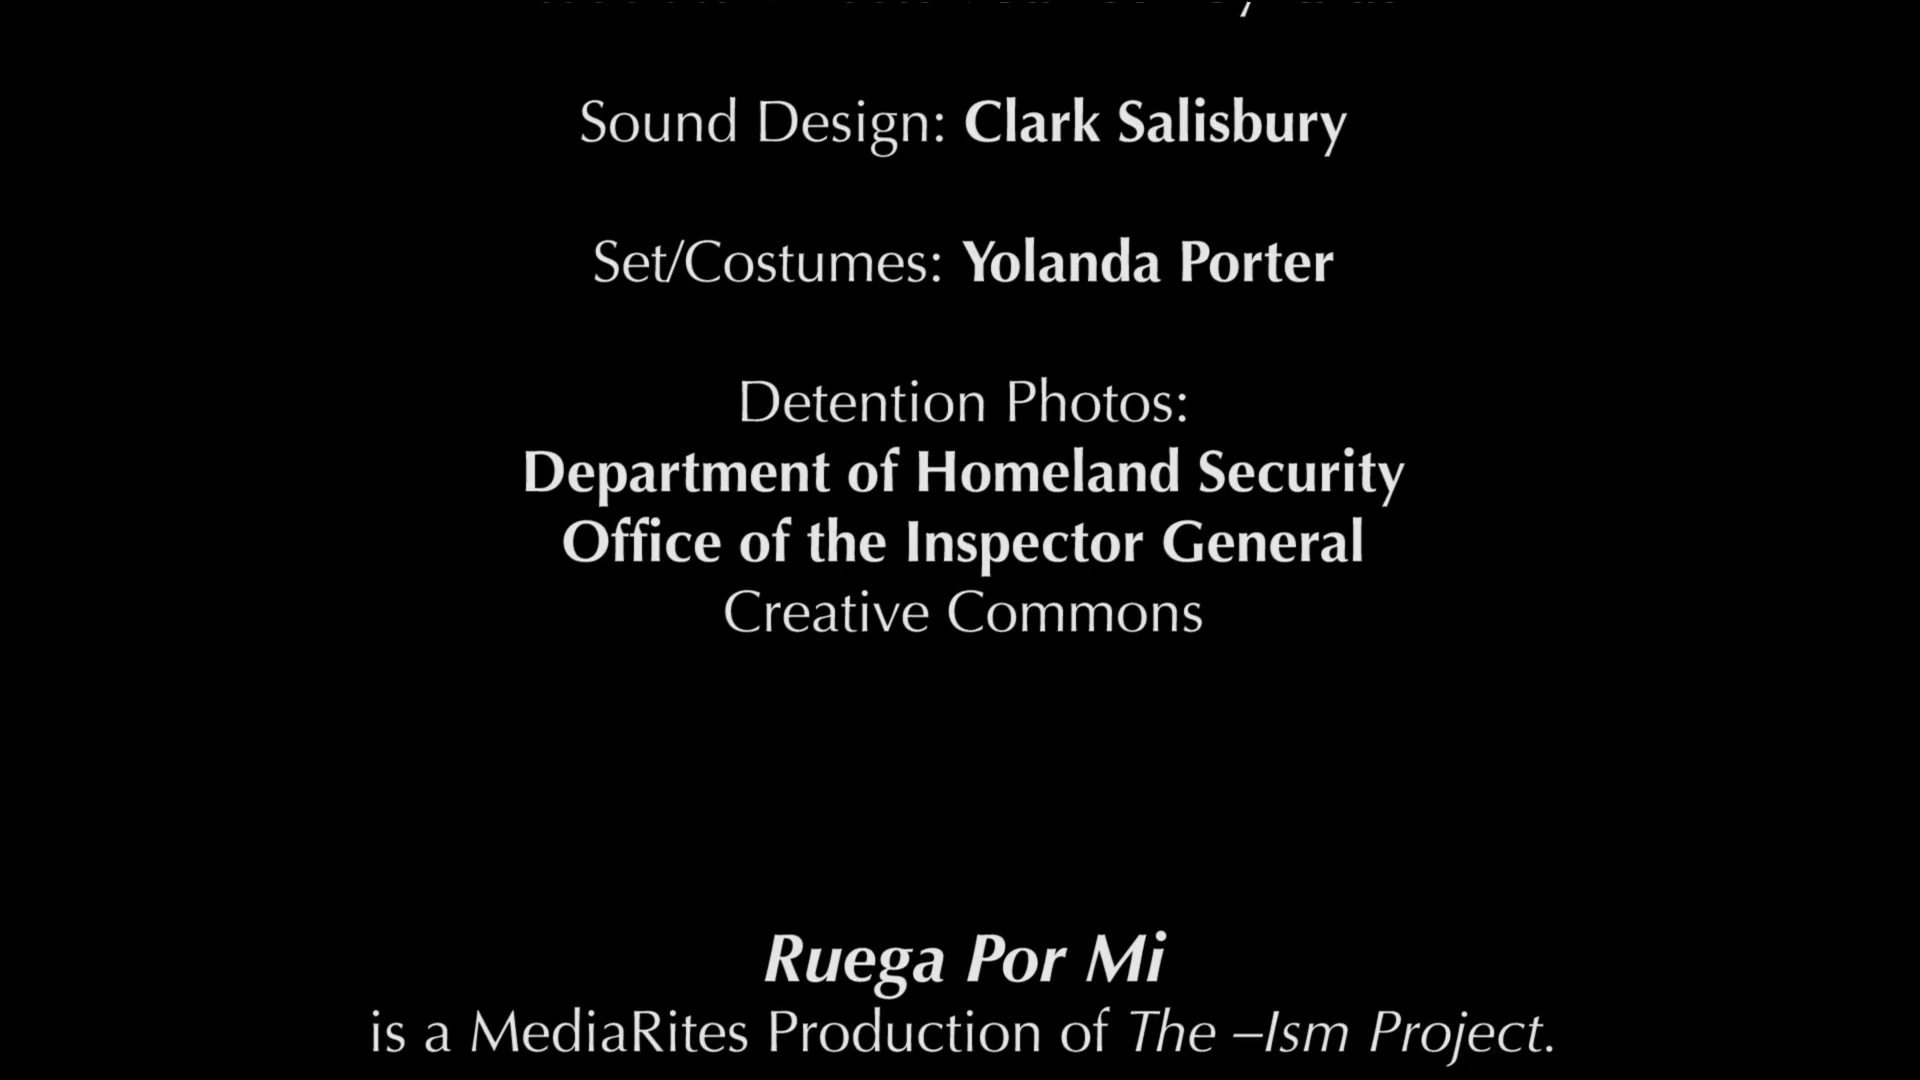 Sound Design: Clark Salisbury
Set/Costumes: Yolanda Porter
Detention Photos:
Department of Homeland Security
Office of the Inspector General
Creative Commons
Ruega Por Mi
is a MediaRites Production of The –Ism Project.